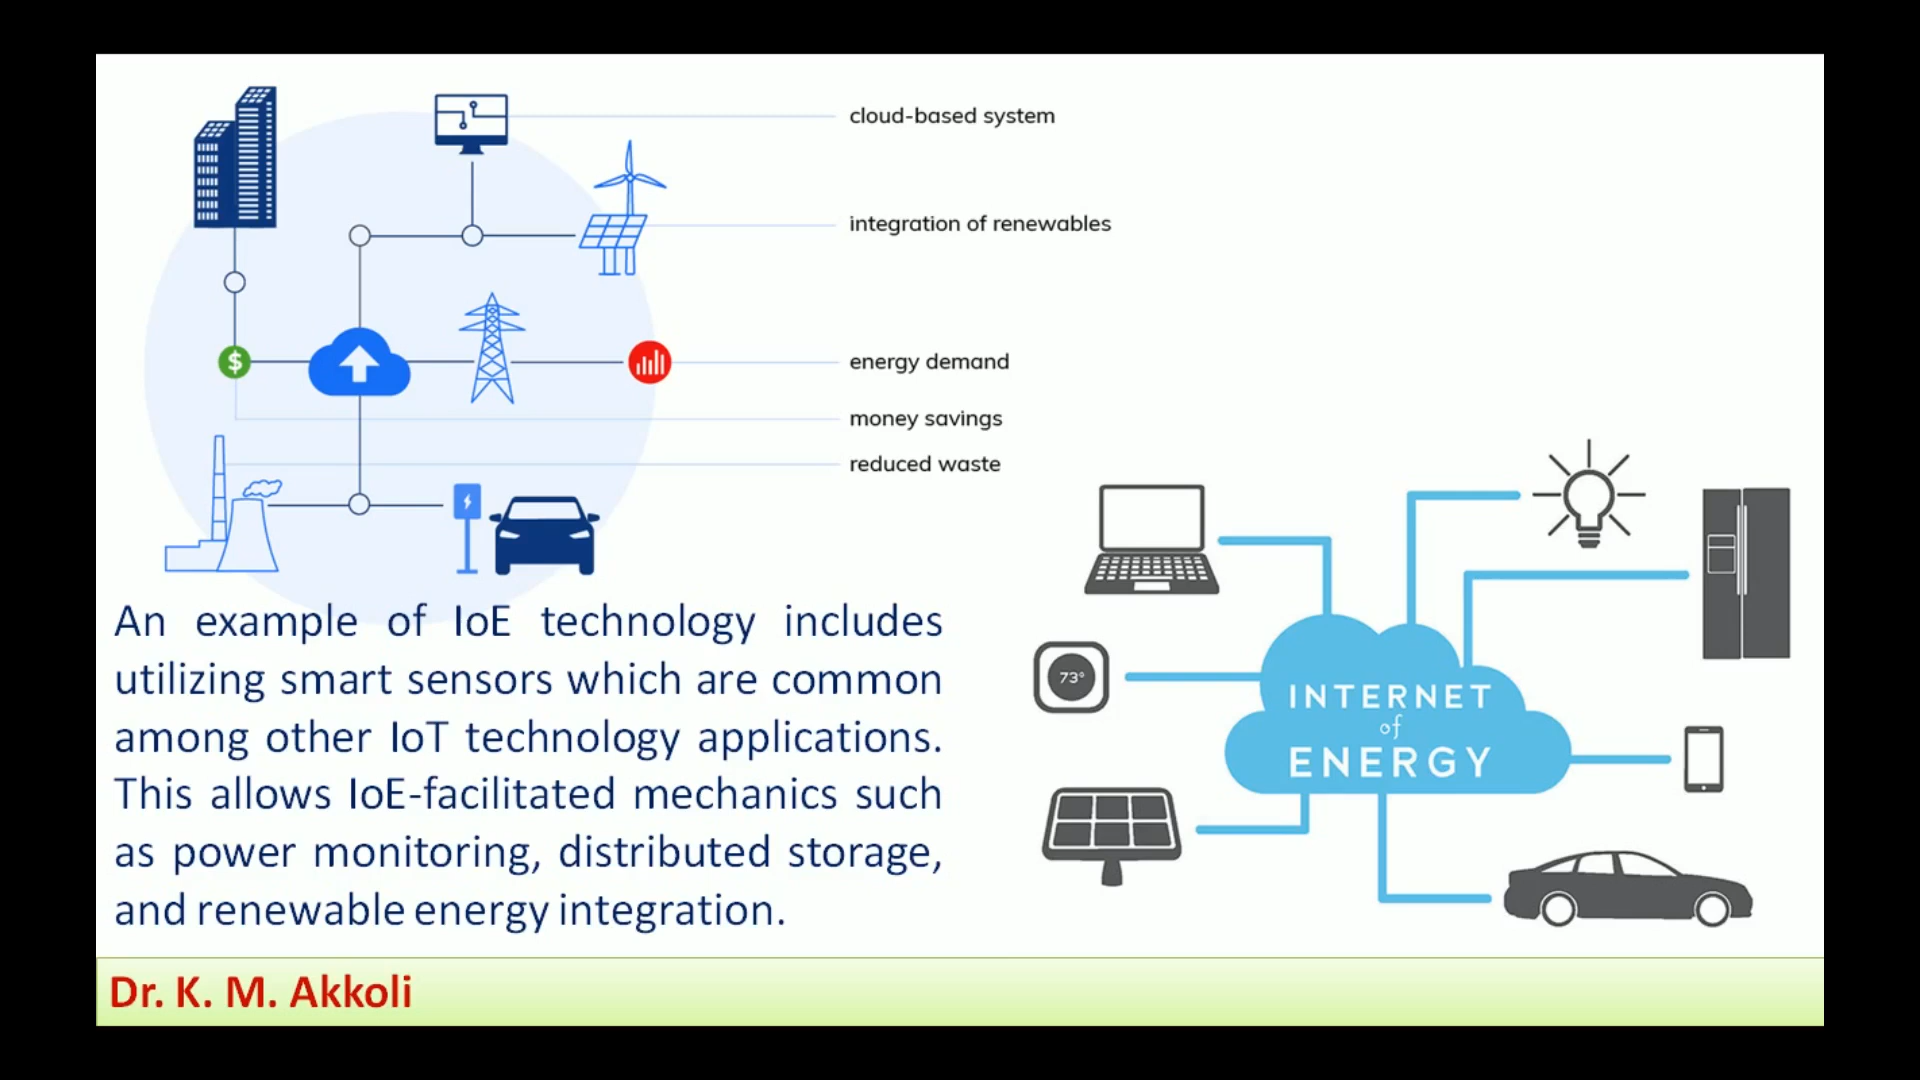 cloud-based system
integration of renewables
$
energy demand
money savings
reduced waste
An example of IoE technology includes
utilizing smart sensors which are common
among other IoT technology applications.
This allows IoE-facilitated mechanics such
as power monitoring, distributed storage,
and renewable energy integration.
73°
INTERNET
of
ENERGY
Dr. K. M. Akkoli